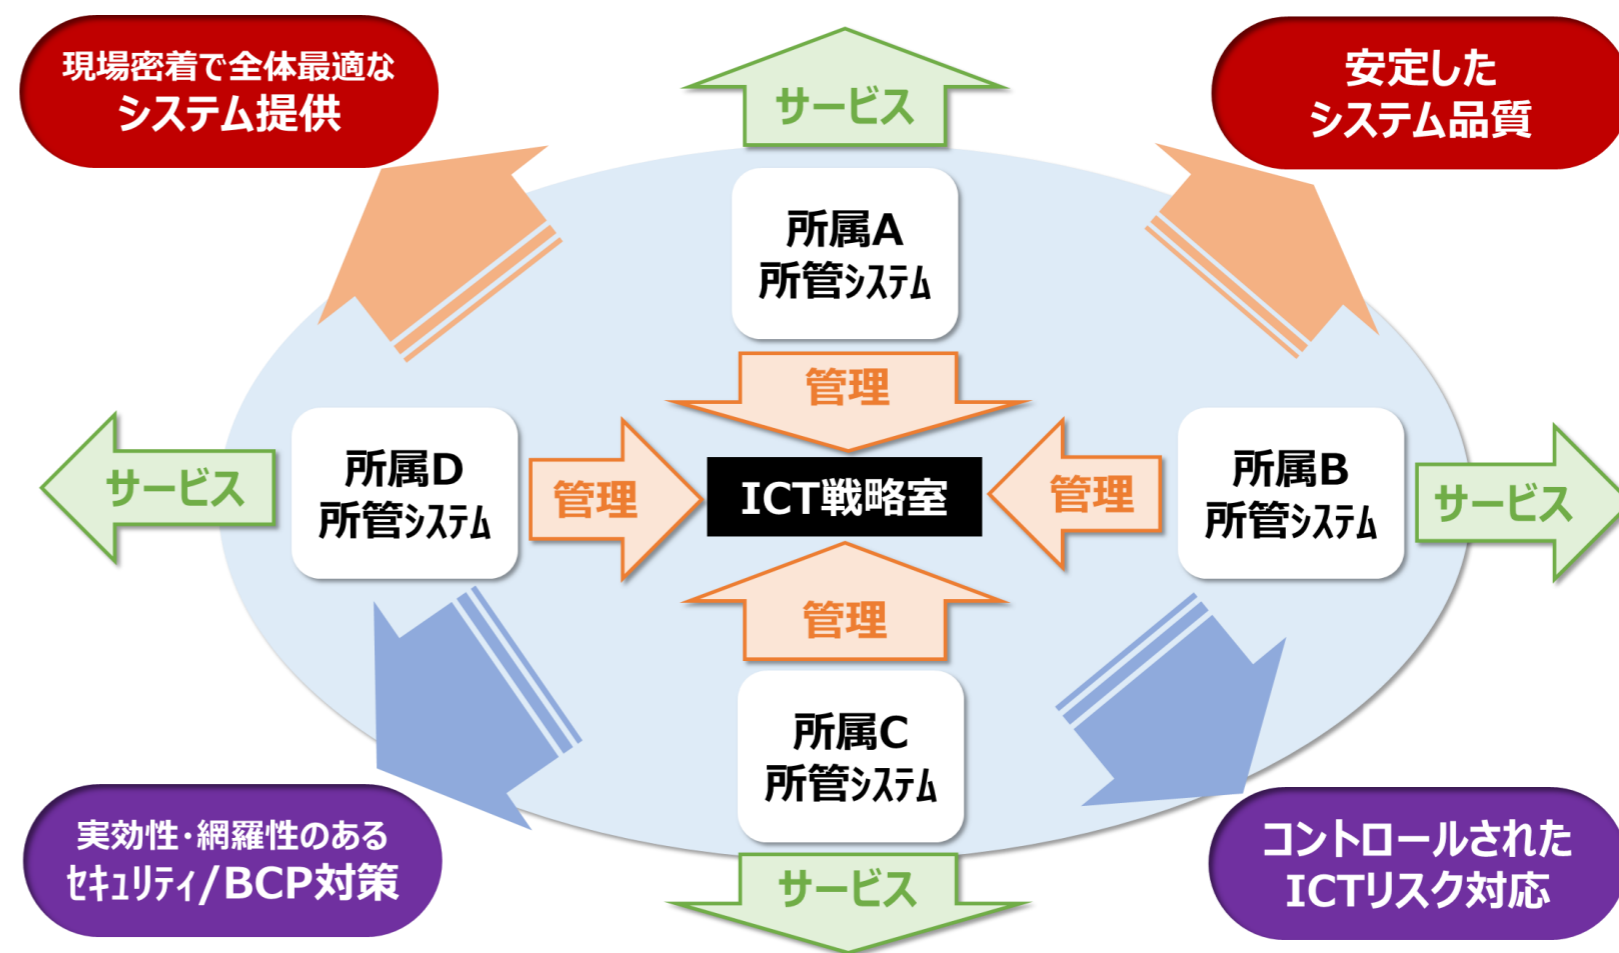 現場密着で全体最適な
システム提供
サービス
安定した
システム品質
所属A
所管ｼｽﾃﾑ
管理
サービス
所属D
所管ｼｽﾃﾑ
管理
ICT戦略室
管理
所属B
所管ｼｽﾃﾑ
サービス
管理
所属C
所管ｼｽﾃﾑ
実効性･網羅性のある
ｾｷｭﾘﾃｨ/BCP対策
サービス
コントロールされた
ICTリスク対応